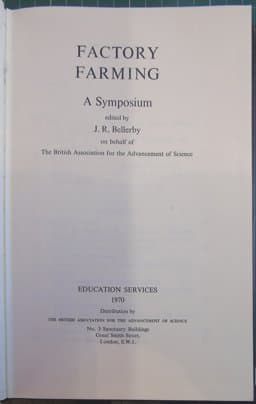 FACTORY
FARMING
A Symposium
edited by
J. R. Bellerby
on behalf of
The British Association for the Advancement of Science
EDUCATION SERVICES
1970
Distribution by
THE BRITISH ASSOCIATION FOR THE ADVANCEMENT OF SCIENCE
No. 3 Sanctuary Buildings
Great Smith Street,
London, S.W.1.